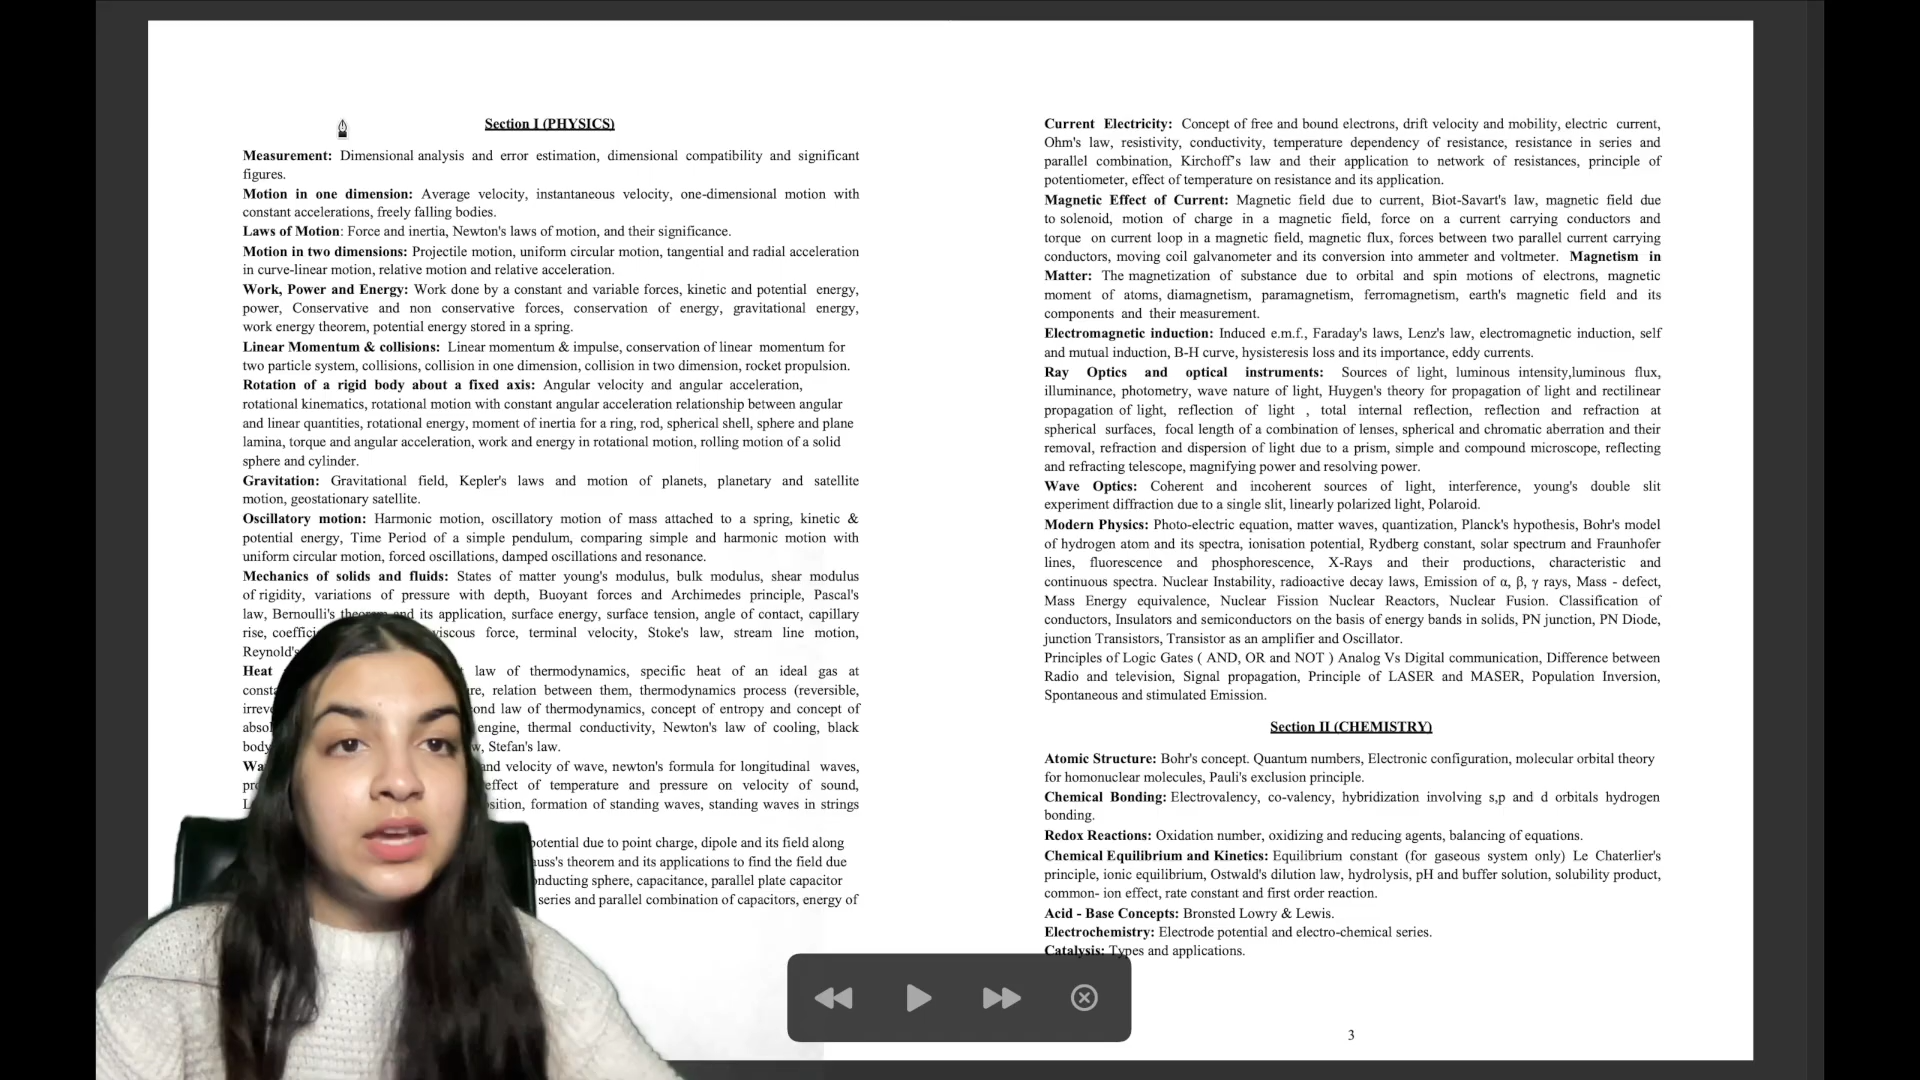 Section I (PHYSICS)
Measurement: Dimensional analysis and error estimation, dimensional compatibility and significant
figures.
Motion in one dimension: Average velocity, instantaneous velocity, one-dimensional motion with
constant accelerations, freely falling bodies.
Laws of Motion: Force and inertia, Newton's laws of motion, and their significance.
Motion in two dimensions: Projectile motion, uniform circular motion, tangential and radial acceleration
in curve-linear motion, relative motion and relative acceleration.
Work, Power and Energy: Work done by a constant and variable forces, kinetic and potential energy,
power, Conservative and non conservative forces, conservation of energy, gravitational energy,
work energy theorem, potential energy stored in a spring.
Linear Momentum & collisions: Linear momentum & impulse, conservation of linear momentum for
two particle system, collisions, collision in one dimension, collision in two dimension, rocket propulsion.
Rotation of a rigid body about a fixed axis: Angular velocity and angular acceleration,
rotational kinematics, rotational motion with constant angular acceleration relationship between angular
and linear quantities, rotational energy, moment of inertia for a ring, rod, spherical shell, sphere and plane
lamina, torque and angular acceleration, work and energy in rotational motion, rolling motion of a solid
sphere and cylinder.
Gravitation: Gravitational field, Kepler's laws and motion of planets, planetary and satellite
motion, geostationary satellite.
Oscillatory motion: Harmonic motion, oscillatory motion of mass attached to a spring, kinetic &
potential energy, Time Period of a simple pendulum, comparing simple and harmonic motion with
uniform circular motion, forced oscillations, damped oscillations and resonance.
Mechanics of solids and fluids: States of matter young's modulus, bulk modulus, shear modulus
of rigidity, variations of pressure with depth, Buoyant forces and Archimedes principle, Pascal's
law, Bernoulli's theorem and its application, surface energy, surface tension, angle of contact, capillary
rise, viscous force, terminal velocity, Stoke's law, stream line motion,
Reynold's
Heat law of thermodynamics, specific heat of an ideal gas at
relation between them, thermodynamics process (reversible,
law of thermodynamics, concept of entropy and concept of
engine, thermal conductivity, Newton's law of cooling, black
body Stefan's law.
and velocity of wave, newton's formula for longitudinal waves,
effect of temperature and pressure on velocity of sound,
formation of standing waves, standing waves in strings
potential due to point charge, dipole and its field along
theorem and its applications to find the field due
sphere, capacitance, parallel plate capacitor
series and parallel combination of capacitors, energy of
Current Electricity: Concept of free and bound electrons, drift velocity and mobility, electric current,
Ohm's law, resistivity, conductivity, temperature dependency of resistance, resistance in series and
parallel combination, Kirchoff's law and their application to network of resistances, principle of
potentiometer, effect of temperature on resistance and its application.
Magnetic Effect of Current: Magnetic field due to current, Biot-Savart's law, magnetic field due
to solenoid, motion of charge in a magnetic field, force on a current carrying conductors and
torque on current loop in a magnetic field, magnetic flux, forces between two parallel current carrying
conductors, moving coil galvanometer and its conversion into ammeter and voltmeter. Magnetism in
Matter: The magnetization of substance due to orbital and spin motions of electrons, magnetic
moment of atoms, diamagnetism, paramagnetism, ferromagnetism, earth's magnetic field and its
components and their measurement.
Electromagnetic induction: Induced e.m.f., Faraday's laws, Lenz's law, electromagnetic induction, self
and mutual induction, B-H curve, hysisteresis loss and its importance, eddy currents.
Ray Optics and optical instruments: Sources of light, luminous intensity,luminous flux,
illuminance, photometry, wave nature of light, Huygen's theory for propagation of light and rectilinear
propagation of light, reflection of light , total internal reflection, reflection and refraction at
spherical surfaces, focal length of a combination of lenses, spherical and chromatic aberration and their
removal, refraction and dispersion of light due to a prism, simple and compound microscope, reflecting
and refracting telescope, magnifying power and resolving power.
Wave Optics: Coherent and incoherent sources of light, interference, young's double slit
experiment diffraction due to a single slit, linearly polarized light, Polaroid.
Modern Physics: Photo-electric equation, matter waves, quantization, Planck's hypothesis, Bohr's model
of hydrogen atom and its spectra, ionisation potential, Rydberg constant, solar spectrum and Fraunhofer
lines, fluorescence and phosphorescence, X-Rays and their productions, characteristic and
continuous spectra. Nuclear Instability, radioactive decay laws, Emission of α, β, γ rays, Mass - defect,
Mass Energy equivalence, Nuclear Fission Nuclear Reactors, Nuclear Fusion. Classification of
conductors, Insulators and semiconductors on the basis of energy bands in solids, PN junction, PN Diode,
junction Transistors, Transistor as an amplifier and Oscillator.
Principles of Logic Gates ( AND, OR and NOT ) Analog Vs Digital communication, Difference between
Radio and television, Signal propagation, Principle of LASER and MASER, Population Inversion,
Spontaneous and stimulated Emission.
Section II (CHEMISTRY)
Atomic Structure: Bohr's concept. Quantum numbers, Electronic configuration, molecular orbital theory
for homonuclear molecules, Pauli's exclusion principle.
Chemical Bonding: Electrovalency, co-valency, hybridization involving s,p and d orbitals hydrogen
bonding.
Redox Reactions: Oxidation number, oxidizing and reducing agents, balancing of equations.
Chemical Equilibrium and Kinetics: Equilibrium constant (for gaseous system only) Le Chaterlier's
principle, ionic equilibrium, Ostwald's dilution law, hydrolysis, pH and buffer solution, solubility product,
common- ion effect, rate constant and first order reaction.
Acid - Base Concepts: Bronsted Lowry & Lewis.
Electrochemistry: Electrode potential and electro-chemical series.
Catalysis: Types and applications.
3